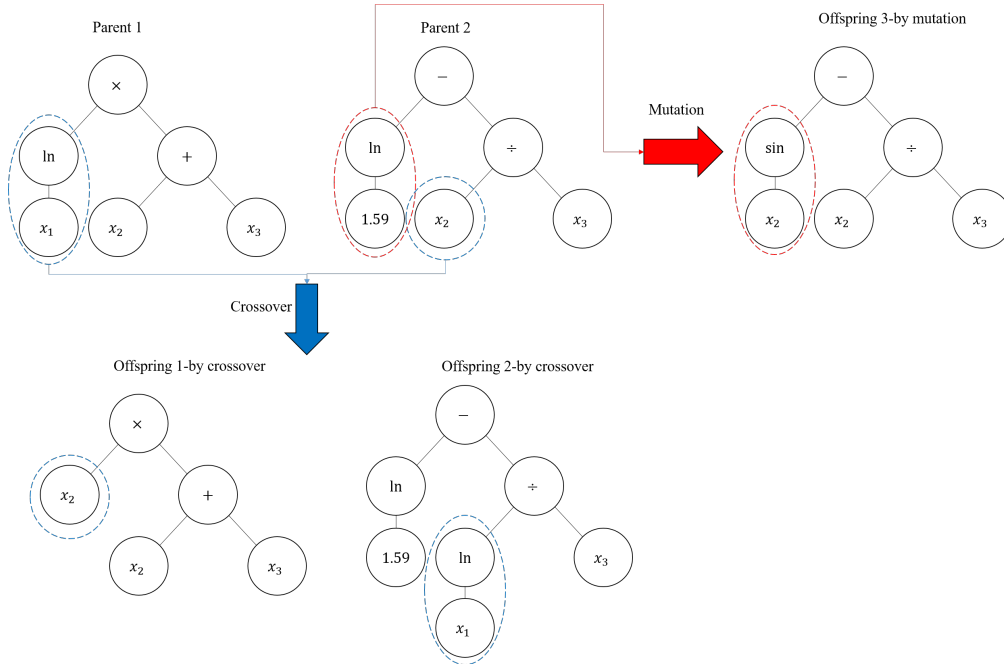 Parent 1
Parent 2
Offspring 3-by mutation
×
−
−
Mutation
ln
+
ln
÷
sin
÷
x₁
x₂
x₃
1.59
x₂
x₃
x₂
x₂
x₃
Crossover
Offspring 1-by crossover
Offspring 2-by crossover
×
−
x₂
+
ln
÷
x₂
x₃
1.59
ln
x₃
x₁